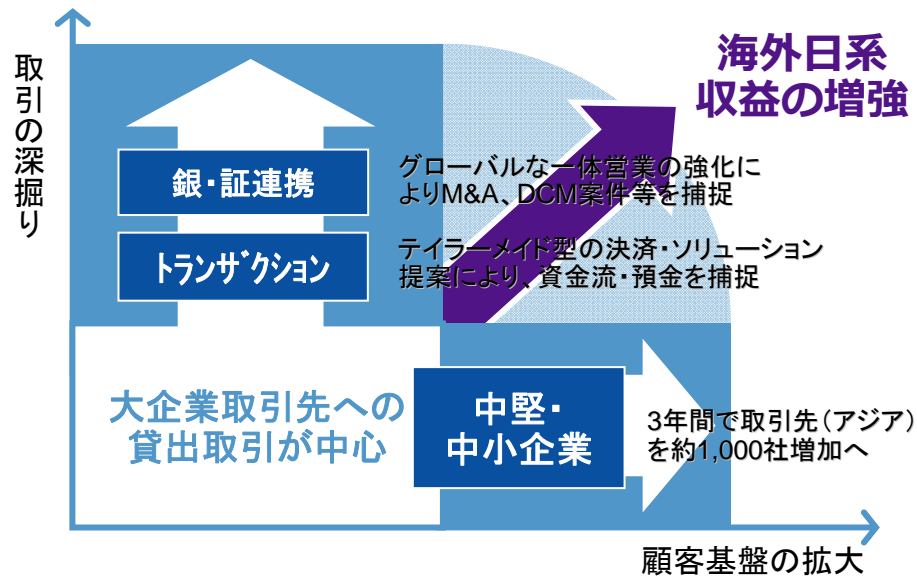 取引の深掘り
海外日系
収益の増強
銀・証連携
グローバルな一体営業の強化に
よりM&A、DCM案件等を捕捉
トランザクション
テイラーメイド型の決済・ソリューション
提案により、資金流・預金を捕捉
大企業取引先への
貸出取引が中心
中堅・
中小企業
3年間で取引先（アジア）
を約1,000社増加へ
顧客基盤の拡大